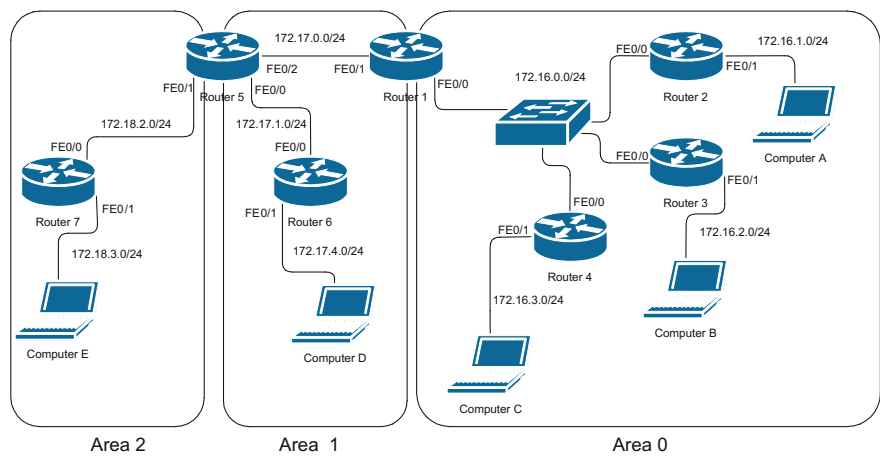 172.17.0.0/24
FE0/1
Router 5
FE0/2
FE0/0
FE0/1
Router 1
FE0/0
172.16.0.0/24
FE0/0
Router 2
FE0/1
172.16.1.0/24
Computer A
172.18.2.0/24
FE0/0
Router 7
FE0/1
172.18.3.0/24
Computer E
172.17.1.0/24
FE0/0
FE0/1
Router 6
172.17.4.0/24
Computer D
FE0/0
FE0/1
Router 3
172.16.2.0/24
Computer B
FE0/0
FE0/1
Router 4
172.16.3.0/24
Computer C
Area 2
Area 1
Area 0